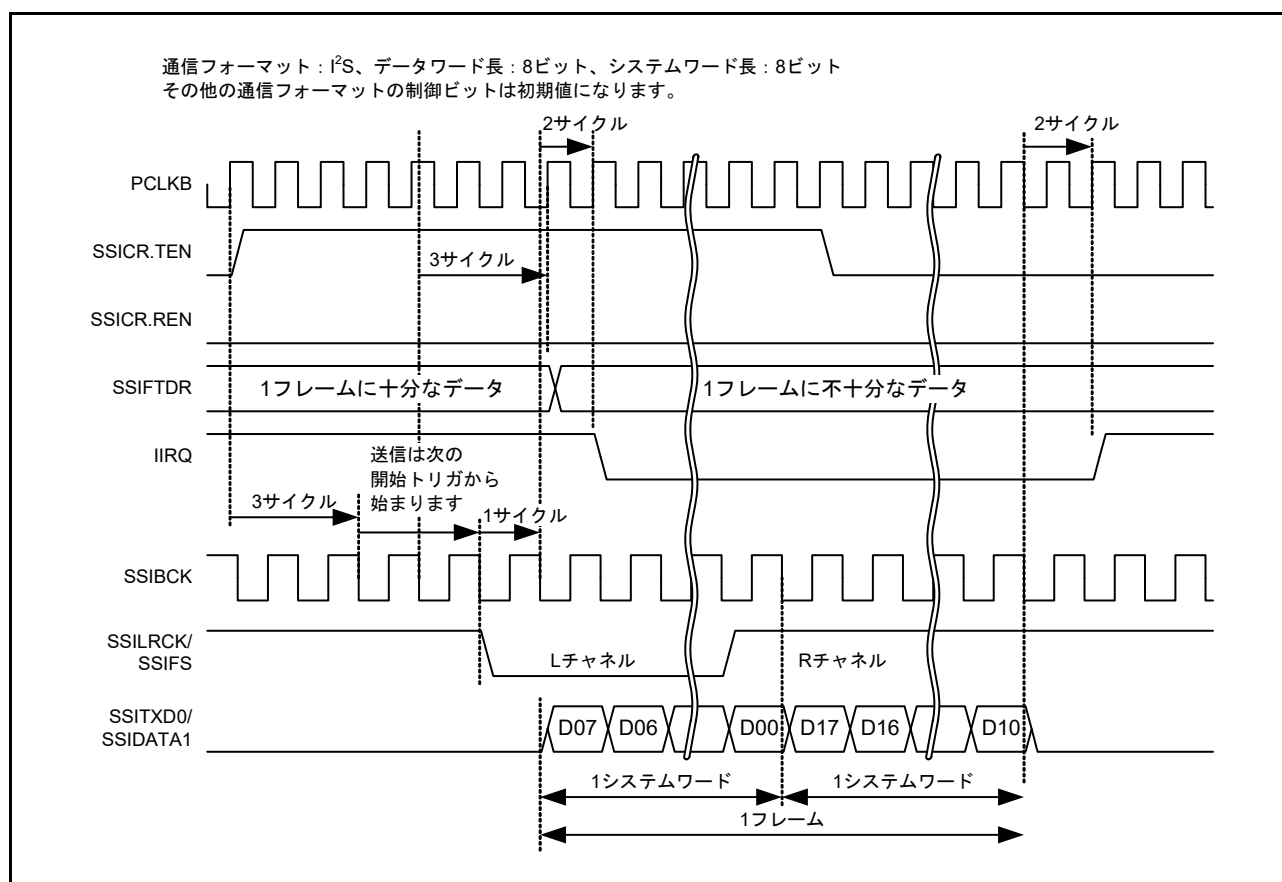 通信フォーマット：I²S、データワード長：8ビット、システムワード長：8ビット
その他の通信フォーマットの制御ビットは初期値になります。
2サイクル
2サイクル
PCLKB
SSICR.TEN
3サイクル
SSICR.REN
SSIFTDR
1フレームに十分なデータ
1フレームに不十分なデータ
IIRQ
送信は次の
開始トリガから
始まります
3サイクル
1サイクル
SSIBCK
SSILRCK/
SSIFS
Lチャネル
Rチャネル
SSITXD0/
SSIDATA1
D07
D06
D00
D17
D16
D10
1システムワード
1システムワード
1フレーム